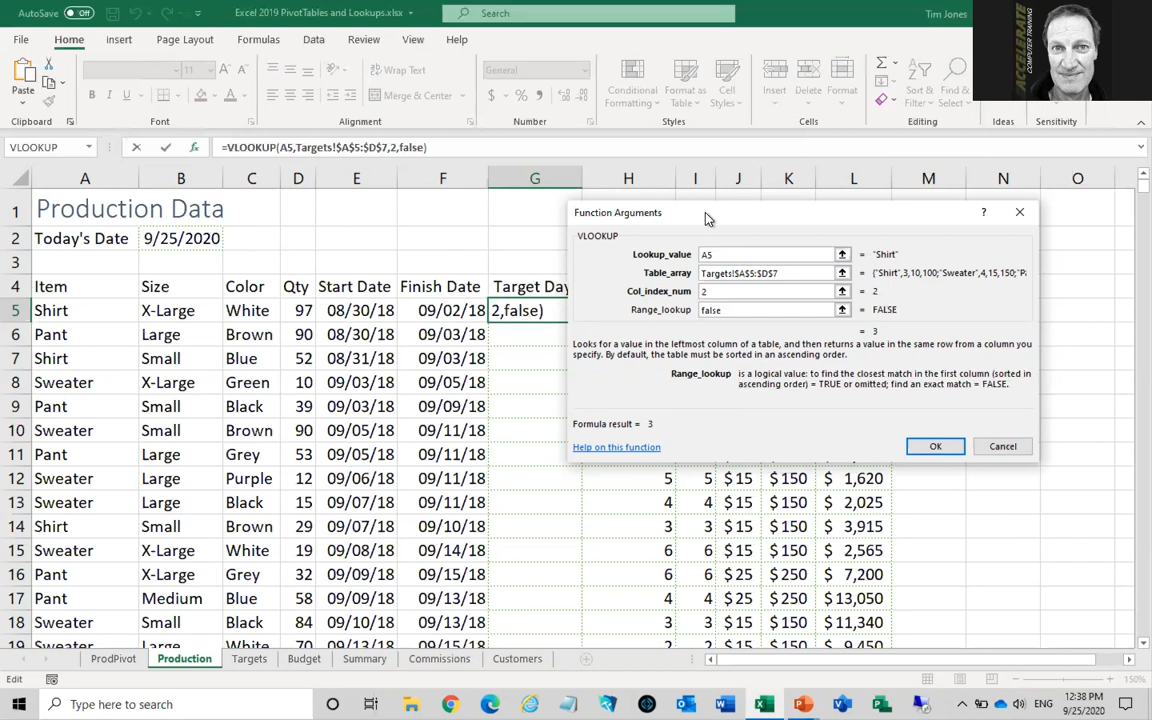 AutoSave Off Excel 2019 PivotTables and Lookups.xlsx Search Tim Jones
ACCELERATE
COMPUTER TRAINING
File Home Insert Page Layout Formulas Data Review View Help
Paste
11
Wrap Text
Merge & Center
General
Conditional Formatting
Format as Table
Cell Styles
Insert Delete Format
Sort & Filter
Find & Select
Ideas
Sensitivity
Clipboard Font Alignment Number Styles Cells Editing Ideas Sensitivity
VLOOKUP =VLOOKUP(A5,Targets!$A$5:$D$7,2,false)
A B C D E F G H I J K L M N O
1 Production Data
2 Today's Date 9/25/2020
3
4 Item Size Color Qty Start Date Finish Date Target Day
5 Shirt X-Large White 97 08/30/18 09/02/18 2,false)
6 Pant Large Brown 90 08/30/18 09/03/18
7 Shirt Small Blue 52 08/31/18 09/03/18
8 Sweater X-Large Green 10 09/03/18 09/05/18
9 Pant Small Black 39 09/03/18 09/09/18
10 Sweater Small Brown 90 09/05/18 09/11/18
11 Pant Large Grey 53 09/05/18 09/11/18
12 Sweater Large Purple 12 09/06/18 09/11/18 5 5 $ 15 $ 150 $ 1,620
13 Sweater Large Black 15 09/07/18 09/11/18 4 4 $ 15 $ 150 $ 2,025
14 Shirt Small Brown 29 09/07/18 09/10/18 3 3 $ 15 $ 150 $ 3,915
15 Sweater X-Large White 19 09/08/18 09/14/18 6 6 $ 15 $ 150 $ 2,565
16 Pant X-Large Grey 32 09/09/18 09/15/18 6 6 $ 25 $ 250 $ 7,200
17 Pant Medium Blue 58 09/09/18 09/13/18 4 4 $ 25 $ 250 $ 13,050
18 Sweater Small Black 84 09/10/18 09/13/18 3 3 $ 15 $ 150 $ 11,340
19 Sweater Large Brown 70 09/13/18 09/15/18 2 2 $ 15 $ 150 $ 9,450
Function Arguments ?
VLOOKUP
Lookup_value A5 = "Shirt"
Table_array Targets!$A$5:$D$7 = {"Shirt",3,10,100;"Sweater",4,15,150;"Pa
Col_index_num 2 = 2
Range_lookup false = FALSE
= 3
Looks for a value in the leftmost column of a table, and then returns a value in the same row from a column you
specify. By default, the table must be sorted in an ascending order.
Range_lookup is a logical value: to find the closest match in the first column (sorted in
ascending order) = TRUE or omitted; find an exact match = FALSE.
Formula result = 3
Help on this function OK Cancel
ProdPivot Production Targets Budget Summary Commissions Customers
Edit 150%
Type here to search ENG 12:38 PM
9/25/2020